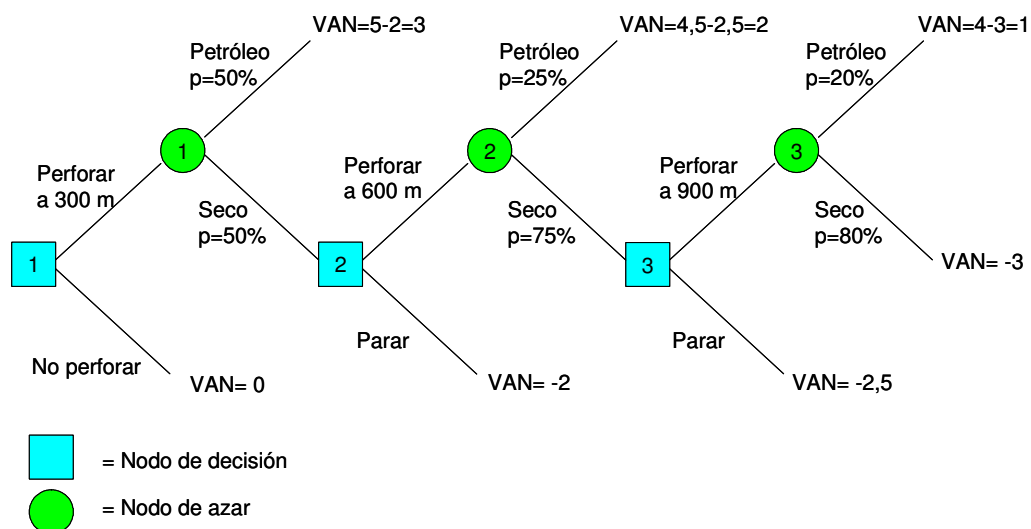 VAN=5-2=3
VAN=4,5-2,5=2
VAN=4-3=1
Petróleo
p=50%
Petróleo
p=25%
Petróleo
p=20%
1
2
3
Perforar
a 300 m
Perforar
a 600 m
Perforar
a 900 m
Seco
p=50%
Seco
p=75%
Seco
p=80%
1
2
3
VAN= -3
No perforar
Parar
Parar
VAN= 0
VAN= -2
VAN= -2,5
= Nodo de decisión
= Nodo de azar